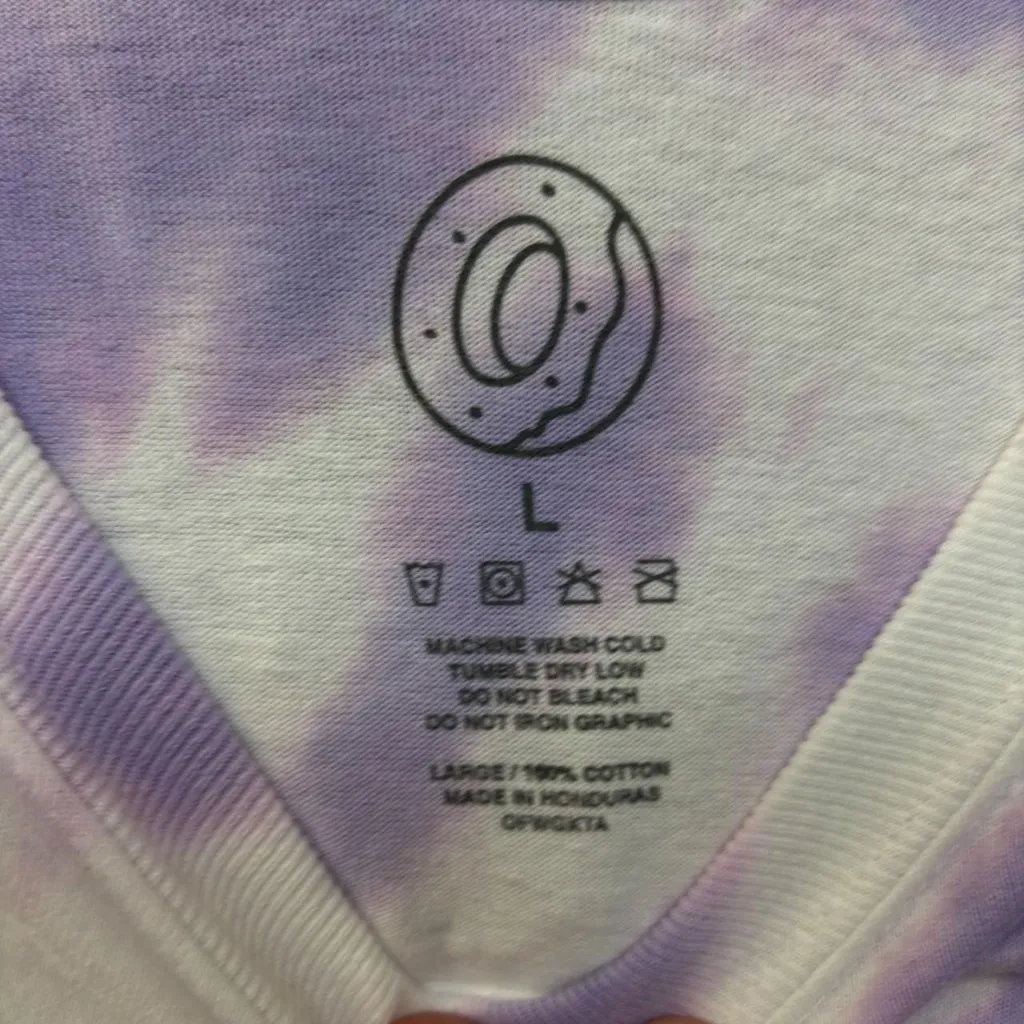 L
MACHINE WASH COLD
TUMBLE DRY LOW
DO NOT BLEACH
DO NOT IRON GRAPHIC
LARGE / 100% COTTON
MADE IN HONDURAS
OFWGKTA